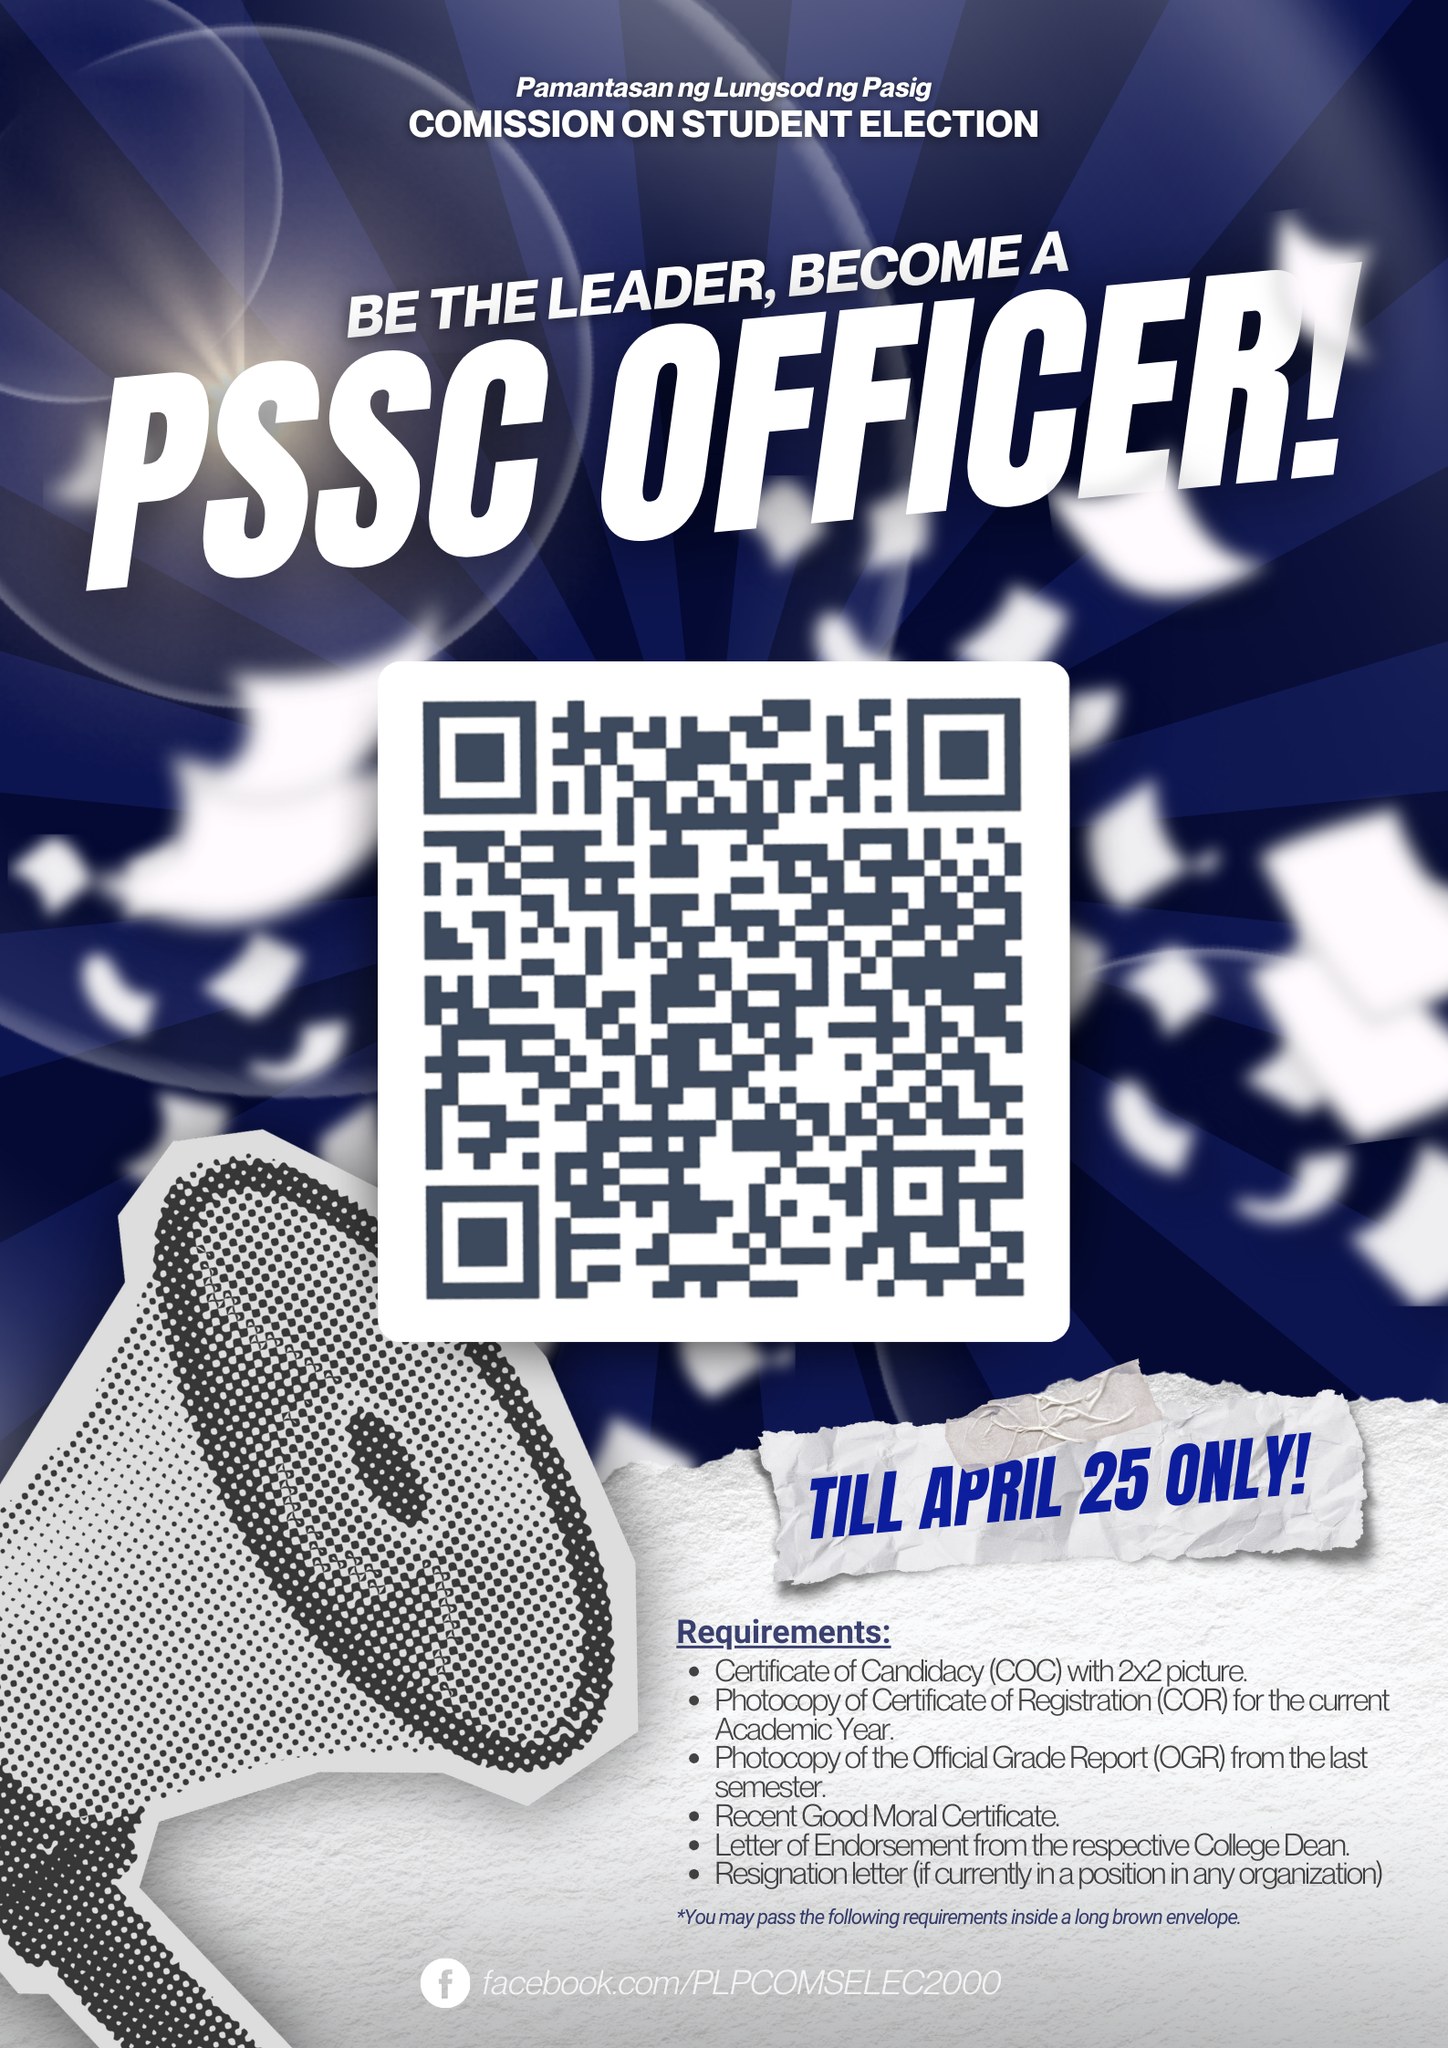 Pamantasan ng Lungsod ng Pasig
COMISSION ON STUDENT ELECTION
BE THE LEADER, BECOME A
PSSC OFFICER!
TILL APRIL 25 ONLY!
Requirements:
• Certificate of Candidacy (COC) with 2x2 picture.
• Photocopy of Certificate of Registration (COR) for the current
Academic Year.
• Photocopy of the Official Grade Report (OGR) from the last
semester.
• Recent Good Moral Certificate.
• Letter of Endorsement from the respective College Dean.
• Resignation letter (if currently in a position in any organization)
*You may pass the following requirements inside a long brown envelope.
facebook.com/PLPCOMSELEC2000